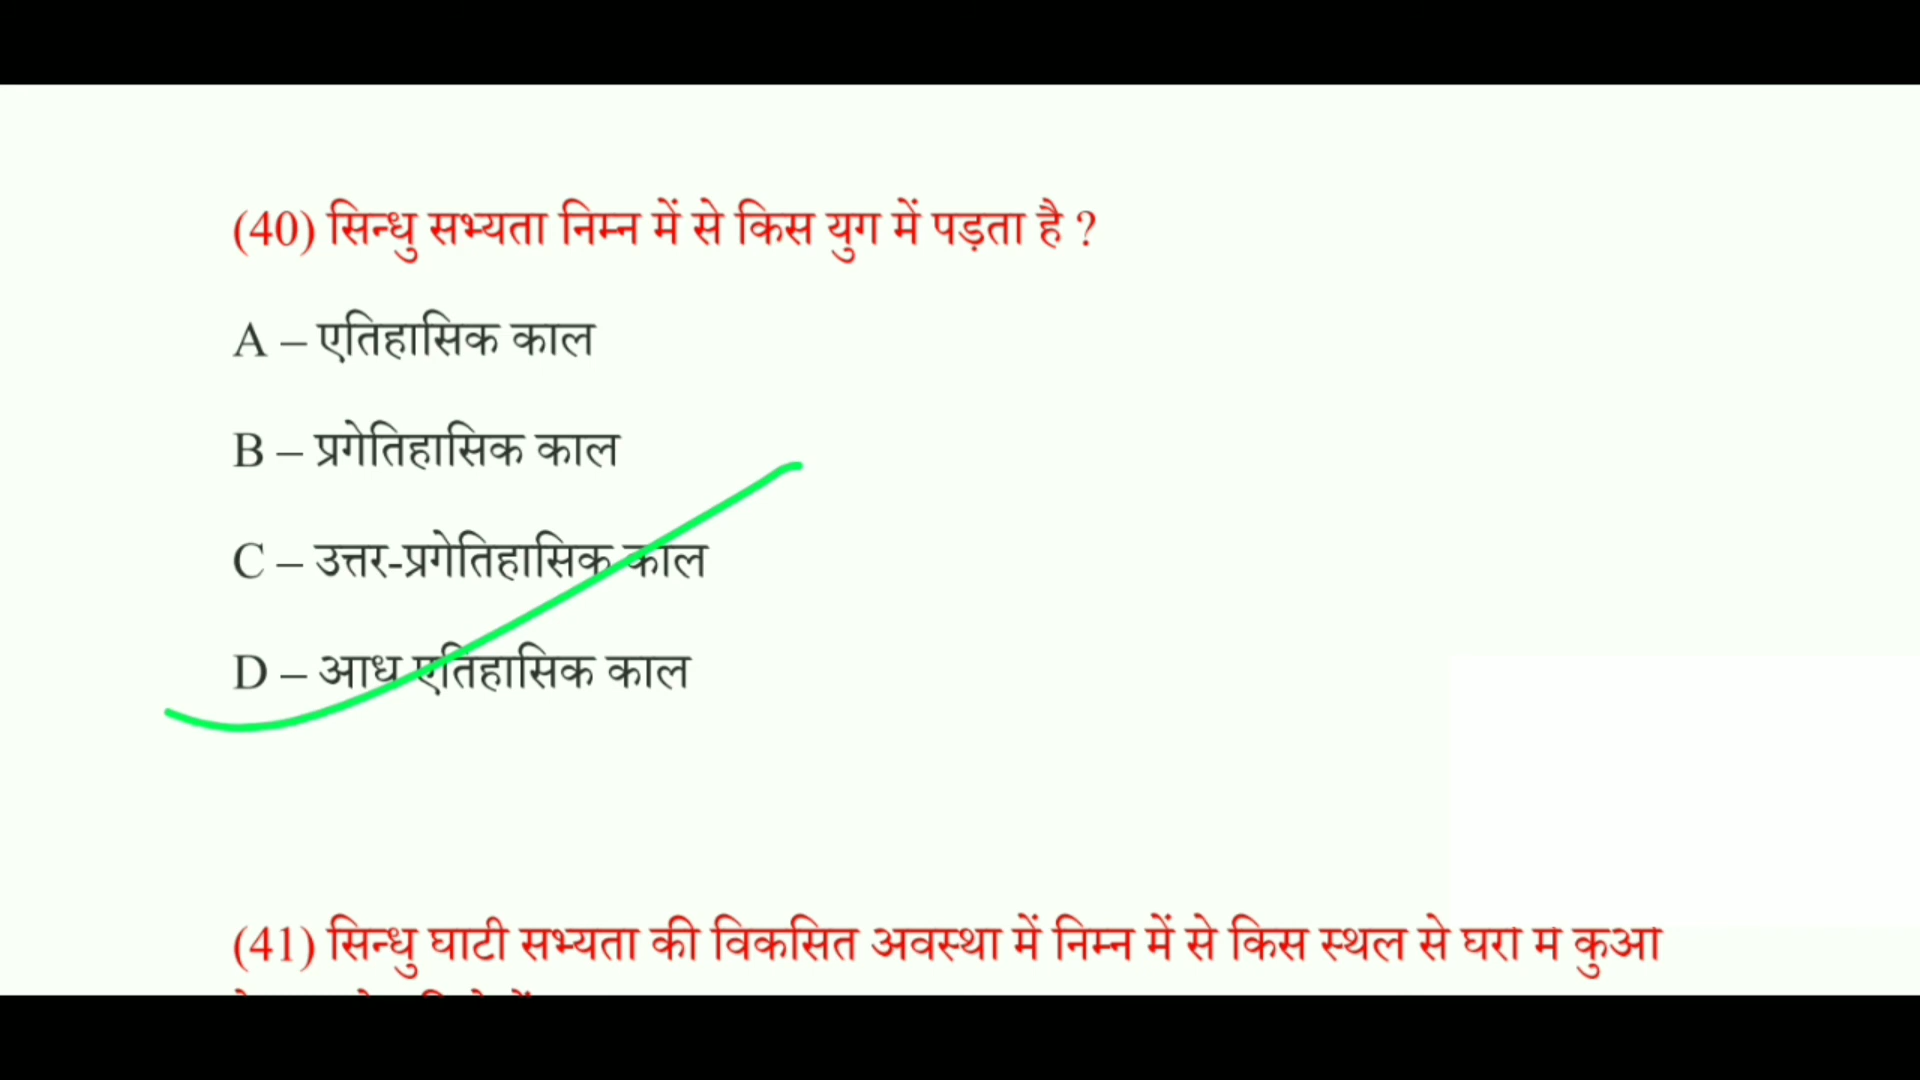 (40) सिन्धु सभ्यता निम्न में से किस युग में पड़ता है ?
A – एतिहासिक काल
B – प्रगेतिहासिक काल
C – उत्तर-प्रगेतिहासिक काल
D – आध एतिहासिक काल
(41) सिन्धु घाटी सभ्यता की विकसित अवस्था में निम्न में से किस स्थल से घरा म कुआ